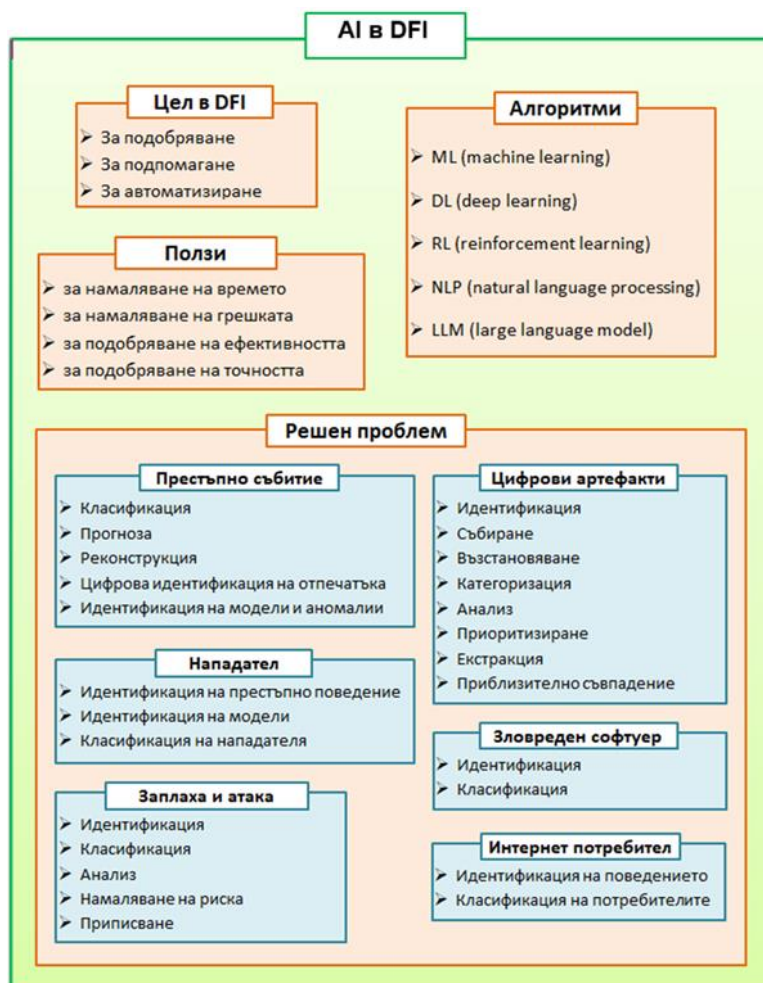 AI в DFI
Цел в DFI
➢ За подобряване
➢ За подпомагане
➢ За автоматизиране
Ползи
➢ за намаляване на времето
➢ за намаляване на грешката
➢ за подобряване на ефективността
➢ за подобряване на точността
Алгоритми
➢ ML (machine learning)
➢ DL (deep learning)
➢ RL (reinforcement learning)
➢ NLP (natural language processing)
➢ LLM (large language model)
Решен проблем
Престъпно събитие
➢ Класификация
➢ Прогноза
➢ Реконструкция
➢ Цифрова идентификация на отпечатъка
➢ Идентификация на модели и аномалии
Нападател
➢ Идентификация на престъпно поведение
➢ Идентификация на модели
➢ Класификация на нападателя
Заплаха и атака
➢ Идентификация
➢ Класификация
➢ Анализ
➢ Намаляване на риска
➢ Приписване
Цифрови артефакти
➢ Идентификация
➢ Събиране
➢ Възстановяване
➢ Категоризация
➢ Анализ
➢ Приоритизиране
➢ Екстракция
➢ Приблизително съвпадение
Зловреден софтуер
➢ Идентификация
➢ Класификация
Интернет потребител
➢ Идентификация на поведението
➢ Класификация на потребителите